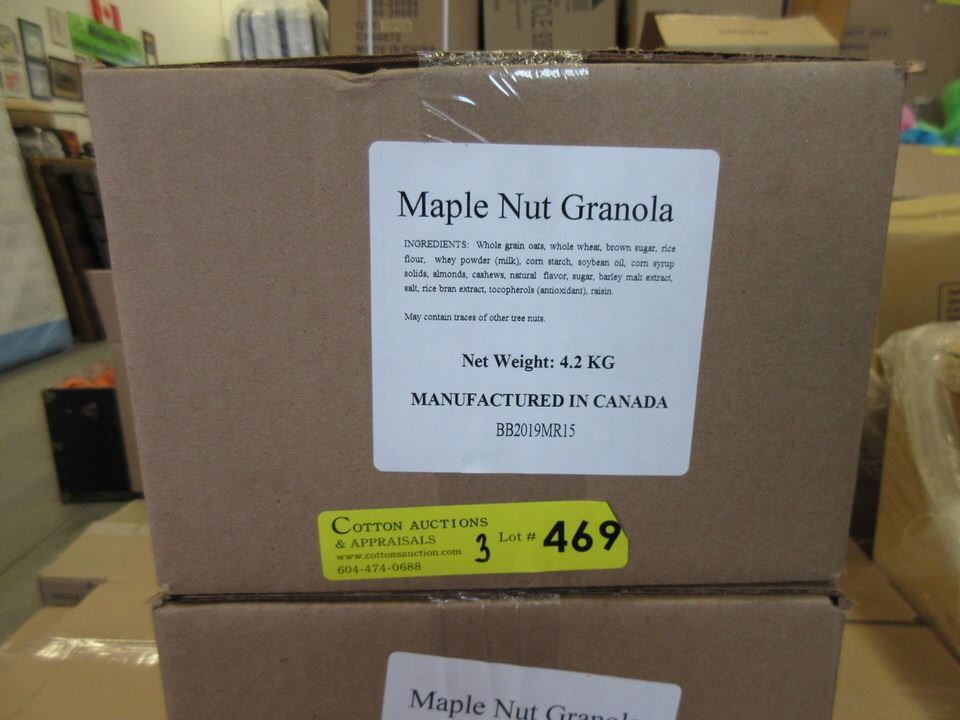 MADE IN CHINA
Maple Nut Granola
INGREDIENTS: Whole grain oats, whole wheat, brown sugar, rice
flour, whey powder (milk), corn starch, soybean oil, corn syrup
solids, almonds, cashews, natural flavor, sugar, barley malt extract,
salt, rice bran extract, tocopherols (antioxidant), raisin.
May contain traces of other tree nuts.
Net Weight: 4.2 KG
MANUFACTURED IN CANADA
BB2019MR15
COTTON AUCTIONS
& APPRAISALS
www.cottonsauction.com
604-474-0688
3
Lot # 469
Maple Nut Granola